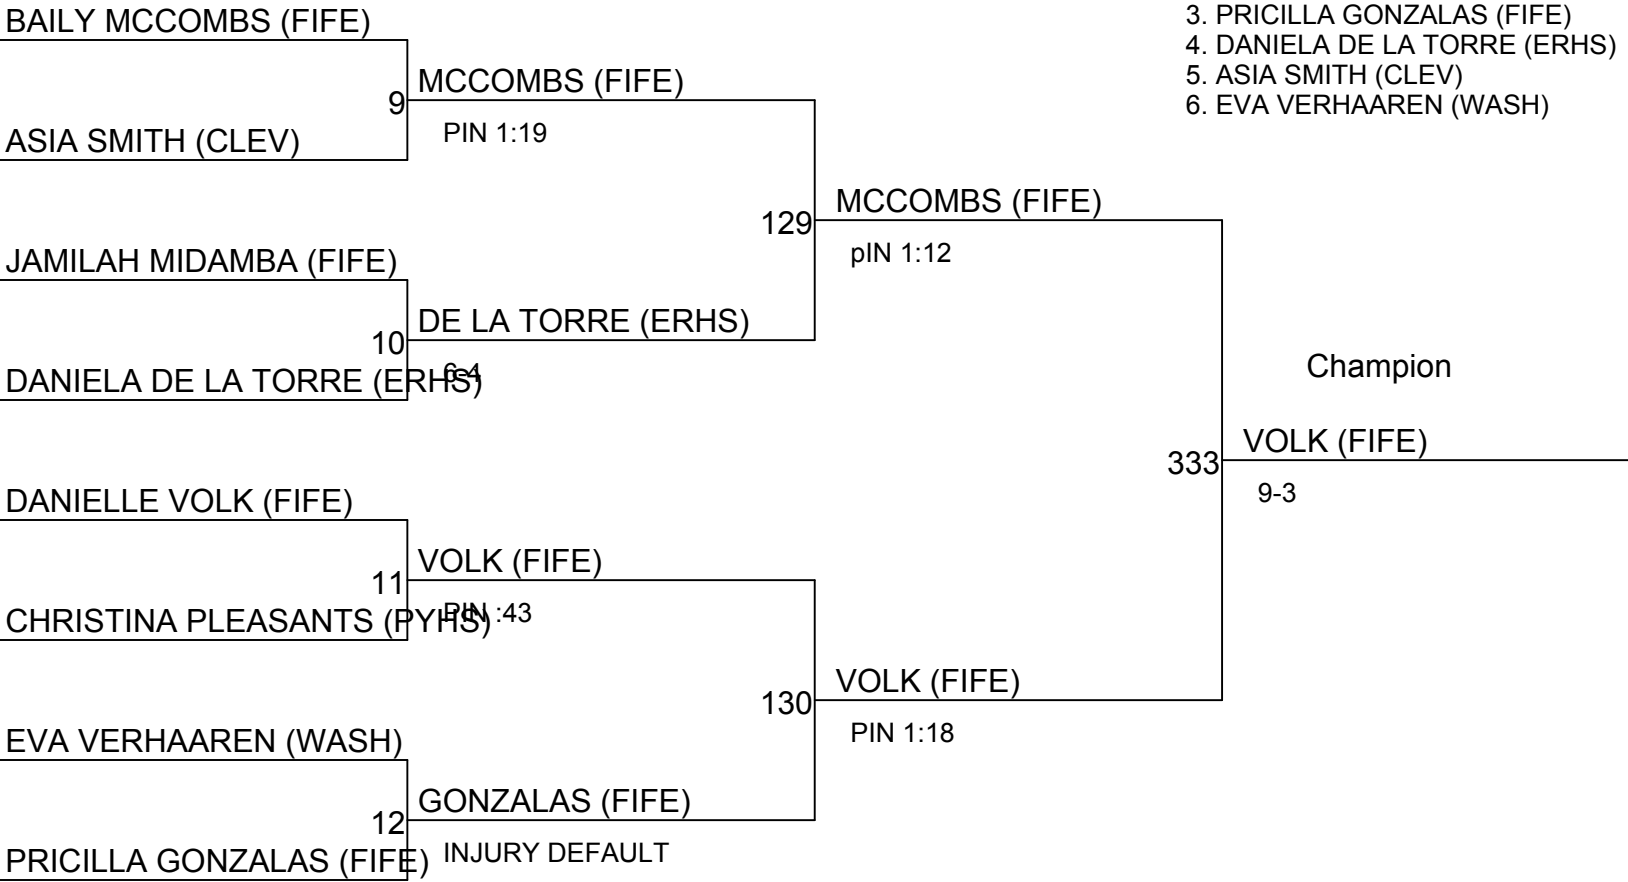 BAILY MCCOMBS (FIFE)
3. PRICILLA GONZALAS (FIFE)
4. DANIELA DE LA TORRE (ERHS)
5. ASIA SMITH (CLEV)
6. EVA VERHAAREN (WASH)
MCCOMBS (FIFE)
9
PIN 1:19
ASIA SMITH (CLEV)
MCCOMBS (FIFE)
129
pIN 1:12
JAMILAH MIDAMBA (FIFE)
DE LA TORRE (ERHS)
10
6-4
DANIELA DE LA TORRE (ERHS)
Champion
VOLK (FIFE)
333
9-3
DANIELLE VOLK (FIFE)
VOLK (FIFE)
11
PIN :43
CHRISTINA PLEASANTS (PYHS)
VOLK (FIFE)
130
PIN 1:18
EVA VERHAAREN (WASH)
GONZALAS (FIFE)
12
INJURY DEFAULT
PRICILLA GONZALAS (FIFE)